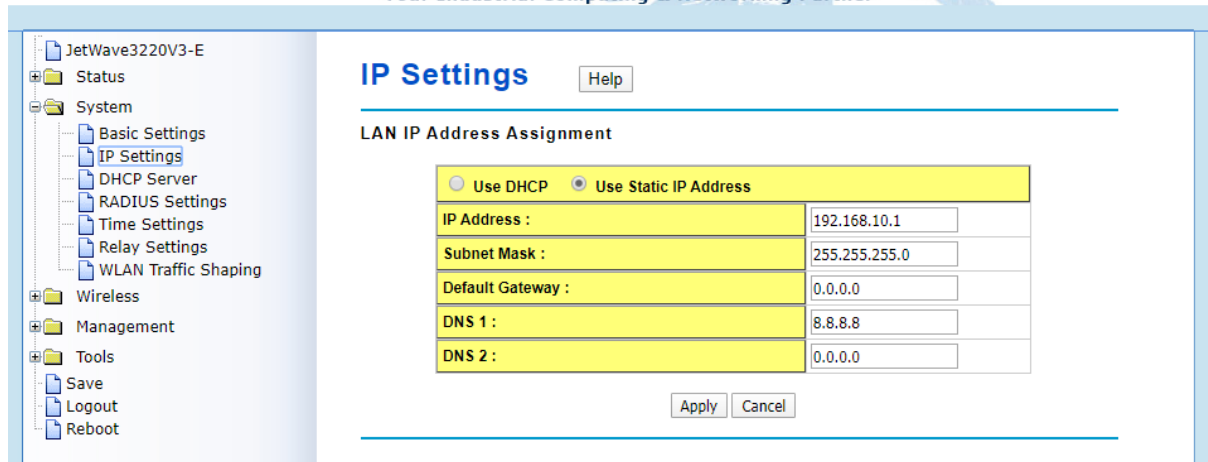 JetWave3220V3-E
Status
System
Basic Settings
IP Settings
DHCP Server
RADIUS Settings
Time Settings
Relay Settings
WLAN Traffic Shaping
Wireless
Management
Tools
Save
Logout
Reboot
IP Settings Help
LAN IP Address Assignment
Use DHCP Use Static IP Address
IP Address : 192.168.10.1
Subnet Mask : 255.255.255.0
Default Gateway : 0.0.0.0
DNS 1 : 8.8.8.8
DNS 2 : 0.0.0.0
Apply Cancel